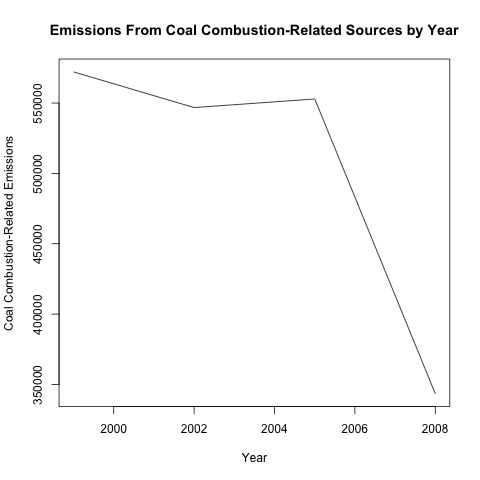 Emissions From Coal Combustion-Related Sources by Year
Coal Combustion-Related Emissions
550000
500000
450000
400000
350000
2000 2002 2004 2006 2008
Year